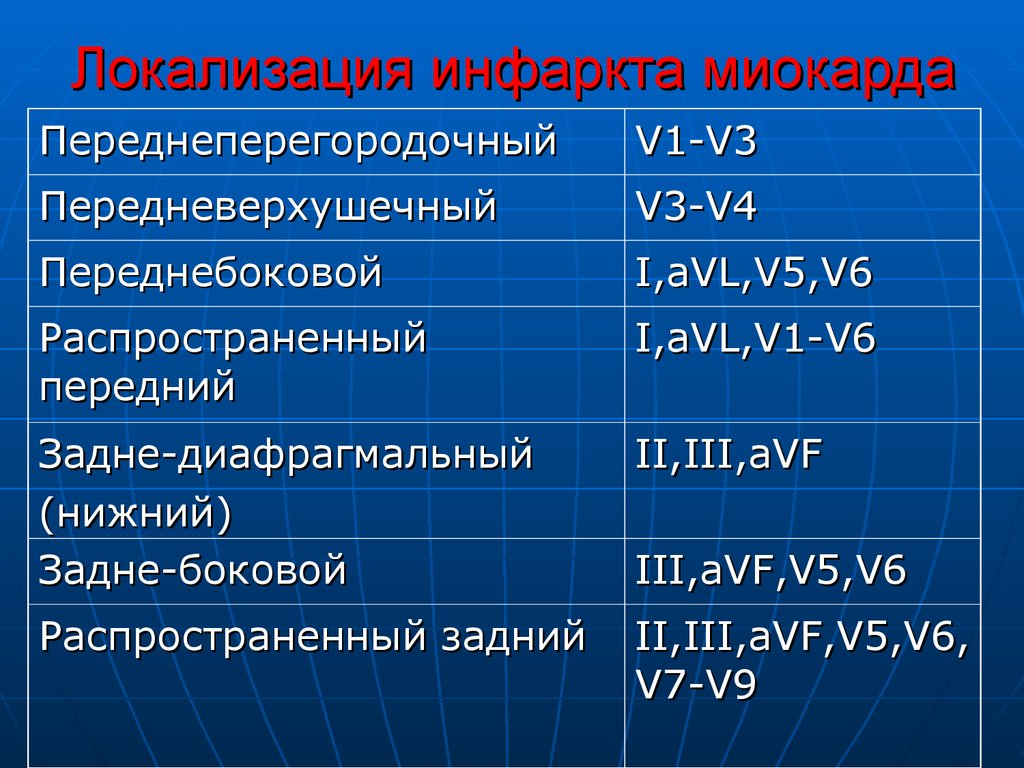 Локализация инфаркта миокарда
Переднеперегородочный V1-V3
Передневерхушечный V3-V4
Переднебоковой I,aVL,V5,V6
Распространенный I,aVL,V1-V6
передний
Задне-диафрагмальный II,III,aVF
(нижний)
Задне-боковой III,aVF,V5,V6
Распространенный задний II,III,aVF,V5,V6,
V7-V9